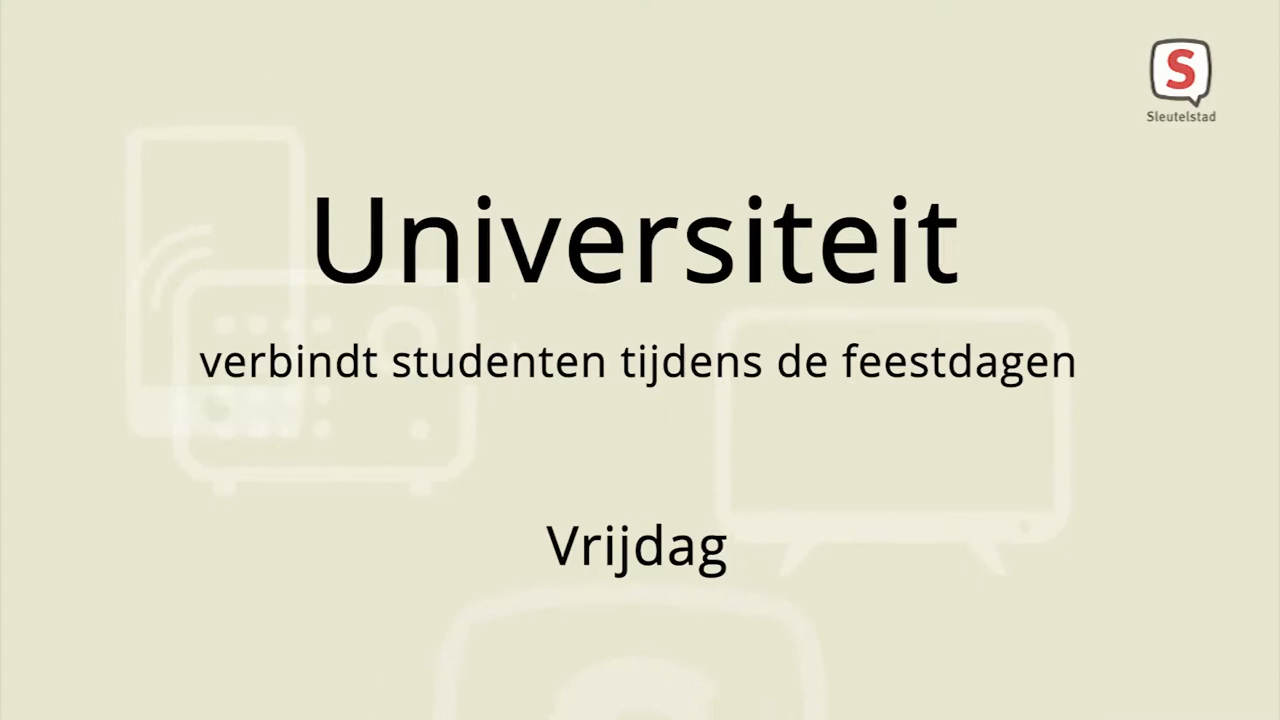 S
Sleutelstad
Universiteit
verbindt studenten tijdens de feestdagen
Vrijdag